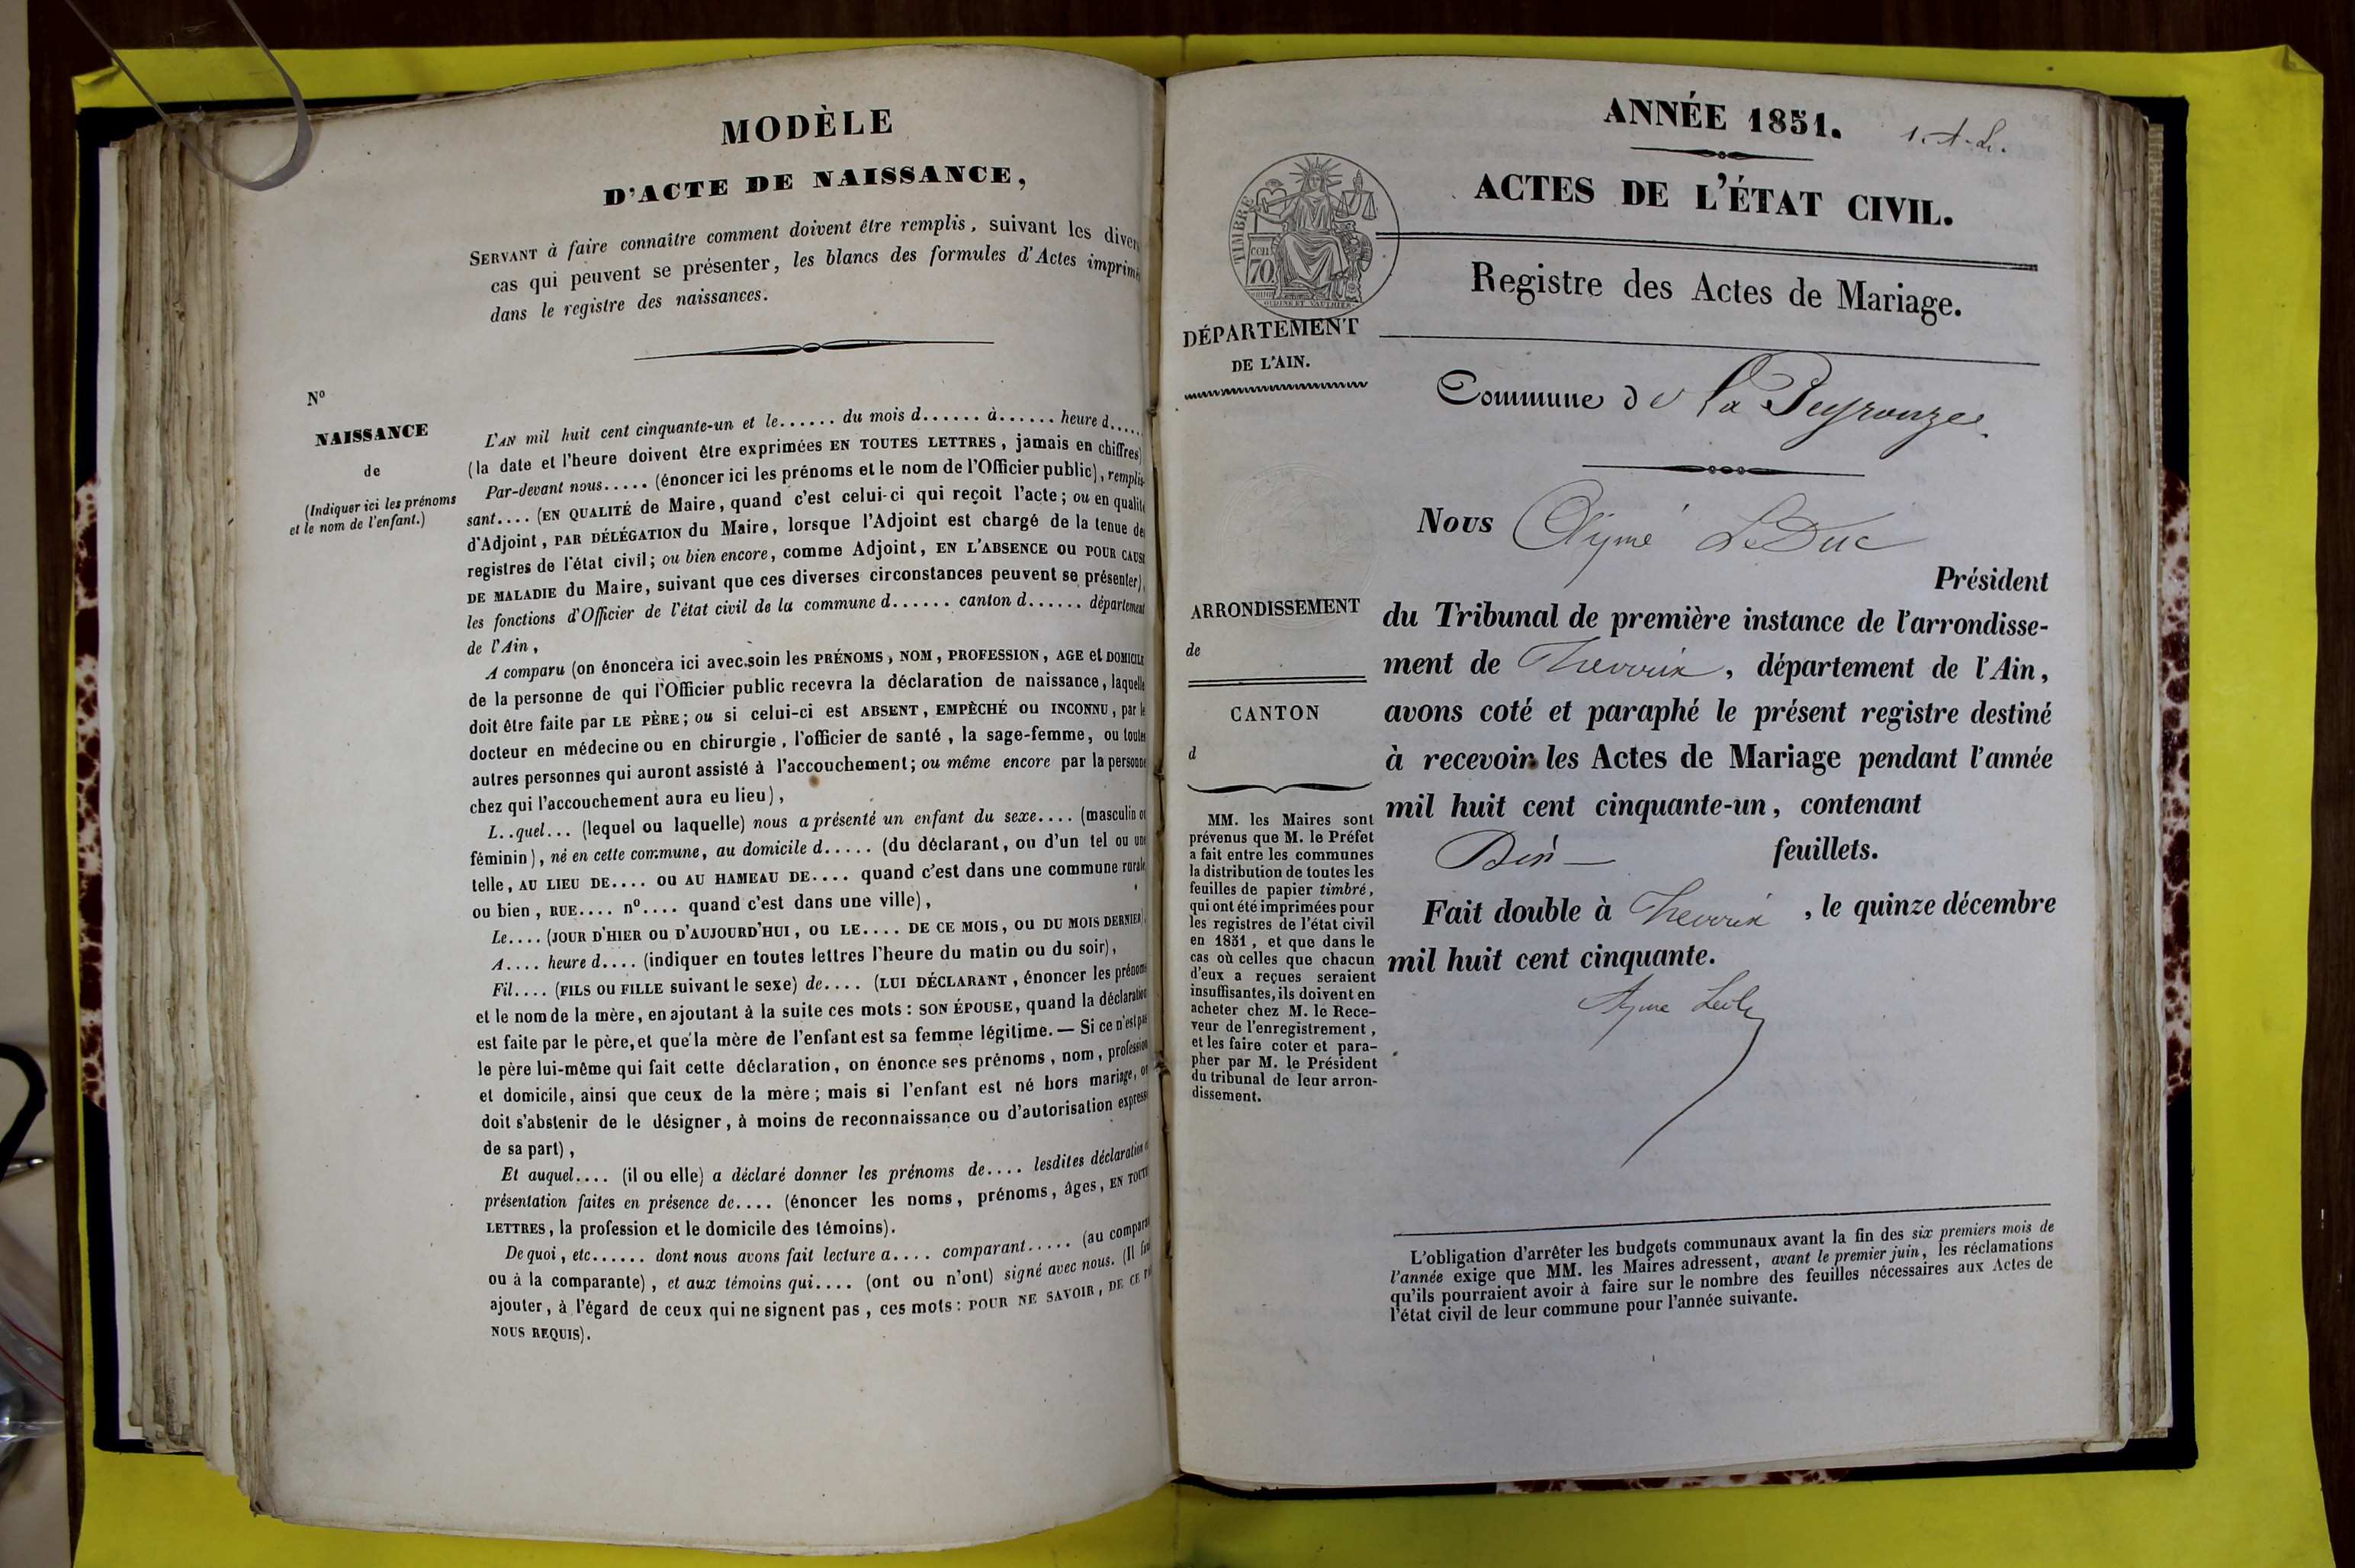 MODÈLE
D'ACTE DE NAISSANCE,
SERVANT à faire connaître comment doivent être remplis, suivant les divers
cas qui peuvent se présenter, les blancs des formules d'Actes imprimés
dans le registre des naissances.
Nº
NAISSANCE
de
(Indiquer ici les prénoms
et le nom de l'enfant.)
L'AN mil huit cent cinquante-un et le...... du mois d...... à...... heure d.....
(la date et l'heure doivent être exprimées EN TOUTES LETTRES, jamais en chiffres)
Par-devant nous..... (énoncer ici les prénoms et le nom de l'Officier public), remplis-
sant.... (EN QUALITÉ de Maire, quand c'est celui-ci qui reçoit l'acte; ou en qualité
d'Adjoint, PAR DÉLÉGATION du Maire, lorsque l'Adjoint est chargé de la tenue des
registres de l'état civil; ou bien encore, comme Adjoint, EN L'ABSENCE ou POUR CAUSE
DE MALADIE du Maire, suivant que ces diverses circonstances peuvent se présenter),
les fonctions d'Officier de l'état civil de la commune d...... canton d...... département
de l'Ain,
A comparu (on énoncera ici avec soin les PRÉNOMS, NOM, PROFESSION, AGE et DOMICILE
de la personne de qui l'Officier public recevra la déclaration de naissance, laquelle
doit être faite par LE PÈRE; ou si celui-ci est ABSENT, EMPÊCHÉ ou INCONNU, par le
docteur en médecine ou en chirurgie, l'officier de santé, la sage-femme, ou toutes
autres personnes qui auront assisté à l'accouchement; ou même encore par la personne
chez qui l'accouchement aura eu lieu),
L..quel... (lequel ou laquelle) nous a présenté un enfant du sexe.... (masculin ou
féminin), né en cette commune, au domicile d..... (du déclarant, ou d'un tel ou une
telle, AU LIEU DE.... ou AU HAMEAU DE.... quand c'est dans une commune rurale,
ou bien, RUE.... nº.... quand c'est dans une ville),
Le.... (JOUR D'HIER ou D'AUJOURD'HUI, ou LE.... DE CE MOIS, ou DU MOIS DERNIER),
A.... heure d.... (indiquer en toutes lettres l'heure du matin ou du soir),
Fil.... (FILS ou FILLE suivant le sexe) de.... (LUI DÉCLARANT, énoncer les prénoms
et le nom de la mère, en ajoutant à la suite ces mots: SON ÉPOUSE, quand la déclaration
est faite par le père, et que la mère de l'enfant est sa femme légitime. — Si ce n'est pas
le père lui-même qui fait cette déclaration, on énonce ses prénoms, nom, profession
et domicile, ainsi que ceux de la mère; mais si l'enfant est né hors mariage, on
doit s'abstenir de le désigner, à moins de reconnaissance ou d'autorisation expresse
de sa part),
Et auquel.... (il ou elle) a déclaré donner les prénoms de.... lesdites déclaration et
présentation faites en présence de.... (énoncer les noms, prénoms, âges, EN TOUTES
LETTRES, la profession et le domicile des témoins).
De quoi, etc...... dont nous avons fait lecture a.... comparant..... (au comparant
ou à la comparante), et aux témoins qui.... (ont ou n'ont) signé avec nous. (Il faut
ajouter, à l'égard de ceux qui ne signent pas, ces mots: POUR NE SAVOIR, DE CE
NOUS REQUIS).
ANNÉE 1851.
1. A. L.
ACTES DE L'ÉTAT CIVIL.
TIMBRE
70
Registre des Actes de Mariage.
DÉPARTEMENT
DE L'AIN.
Commune de la Peyrouze
Nous Aymé LeDuc
Président
ARRONDISSEMENT
de
CANTON
d
du Tribunal de première instance de l'arrondisse-
ment de Trevoux, département de l'Ain,
avons coté et paraphé le présent registre destiné
à recevoir les Actes de Mariage pendant l'année
mil huit cent cinquante-un, contenant
feuillets.
Fait double à Trevoux, le quinze décembre
mil huit cent cinquante.
MM. les Maires sont
prévenus que M. le Préfet
a fait entre les communes
la distribution de toutes les
feuilles de papier timbré,
qui ont été imprimées pour
les registres de l'état civil
en 1851, et que dans le
cas où celles que chacun
d'eux a reçues seraient
insuffisantes, ils doivent en
acheter chez M. le Rece-
veur de l'enregistrement,
et les faire coter et para-
pher par M. le Président
du tribunal de leur arron-
dissement.
L'obligation d'arrêter les budgets communaux avant la fin des six premiers mois de
l'année exige que MM. les Maires adressent, avant le premier juin, les réclamations
qu'ils pourraient avoir à faire sur le nombre des feuilles nécessaires aux Actes de
l'état civil de leur commune pour l'année suivante.